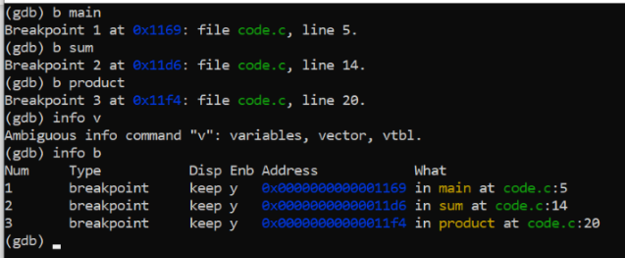 (gdb) b main
Breakpoint 1 at 0x1169: file code.c, line 5.
(gdb) b sum
Breakpoint 2 at 0x11d6: file code.c, line 14.
(gdb) b product
Breakpoint 3 at 0x11f4: file code.c, line 20.
(gdb) info v
Ambiguous info command "v": variables, vector, vtbl.
(gdb) info b
Num     Type           Disp Enb Address            What
1       breakpoint     keep y   0x0000000000001169 in main at code.c:5
2       breakpoint     keep y   0x00000000000011d6 in sum at code.c:14
3       breakpoint     keep y   0x00000000000011f4 in product at code.c:20
(gdb)